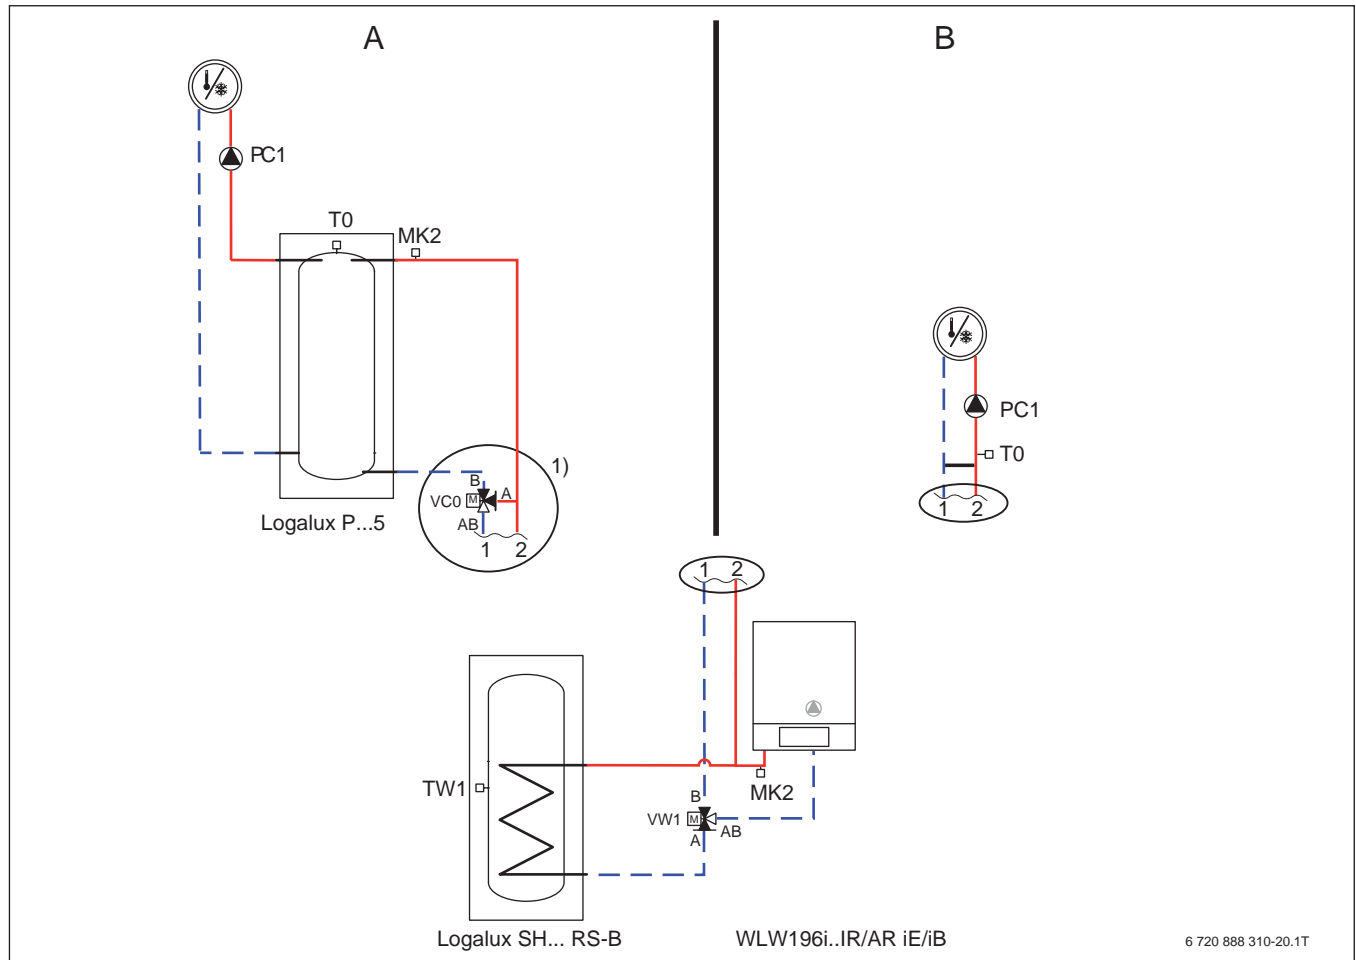 A
B
PC1
T0
MK2
PC1
T0
1)
B
A
VC0
M
AB
1 2
Logalux P...5
1 2
1 2
TW1
MK2
B
VW1
M
AB
A
Logalux SH... RS-B
WLW196i..IR/AR iE/iB
6 720 888 310-20.1T